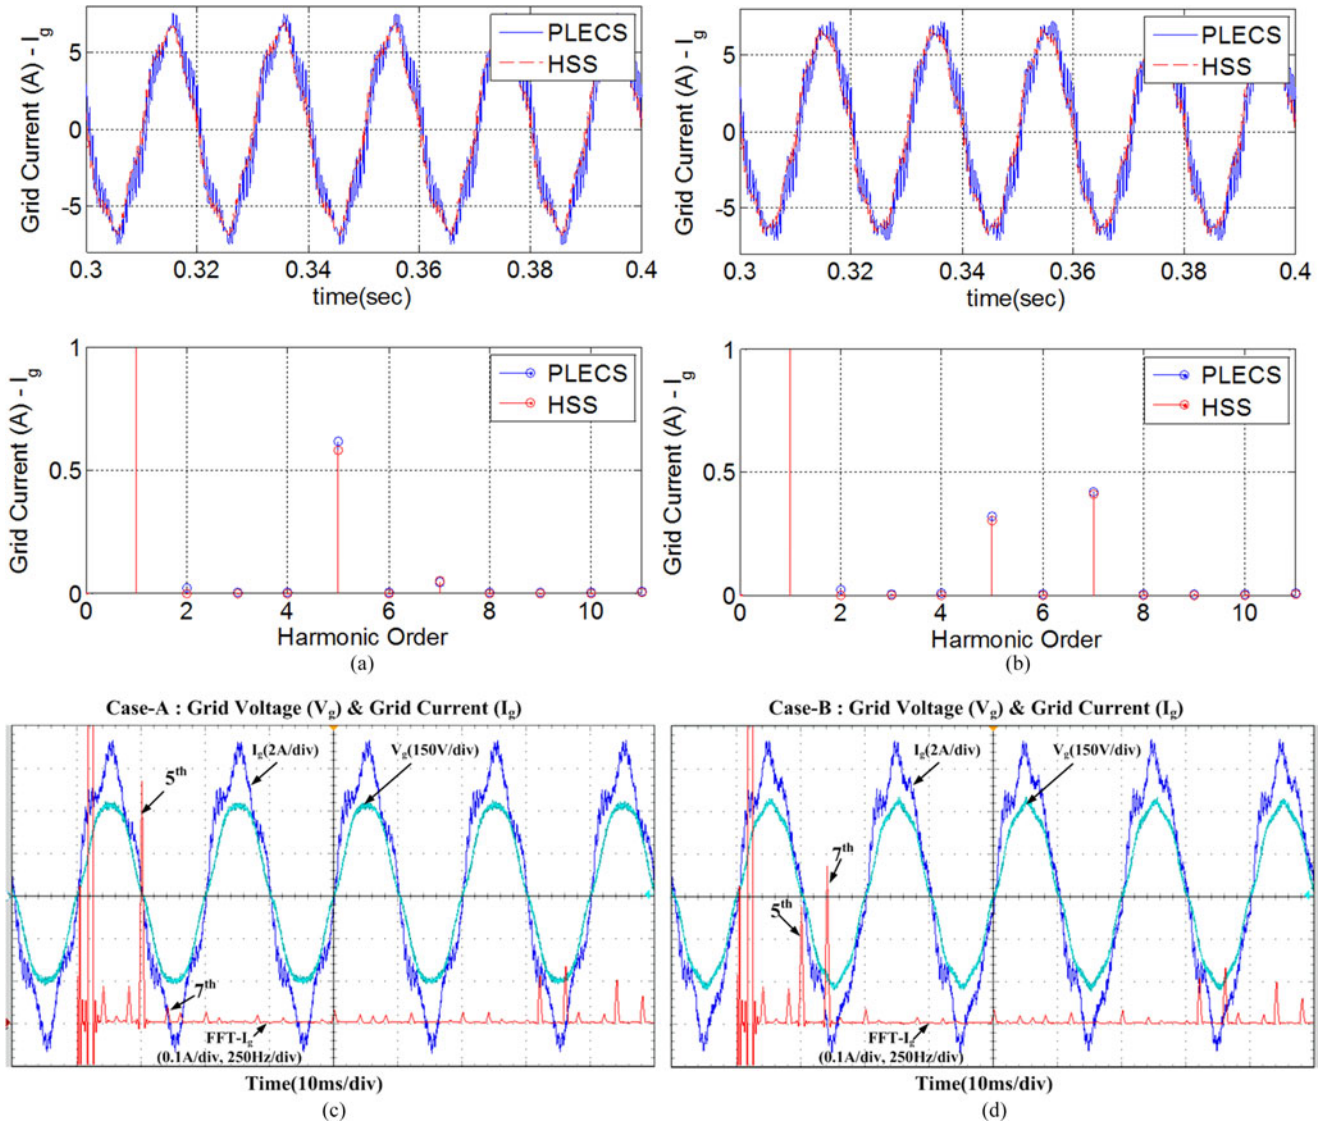 Grid Current (A) - Ig
5
0
-5
PLECS
HSS
0.3
0.32
0.34
0.36
0.38
0.4
time(sec)
Grid Current (A) - Ig
5
0
-5
PLECS
HSS
0.3
0.32
0.34
0.36
0.38
0.4
time(sec)
Grid Current (A) - Ig
1
0.5
0
PLECS
HSS
0
2
4
6
8
10
Harmonic Order
(a)
Grid Current (A) - Ig
1
0.5
0
PLECS
HSS
0
2
4
6
8
10
Harmonic Order
(b)
Case-A : Grid Voltage (Vg) & Grid Current (Ig)
Ig(2A/div)
Vg(150V/div)
5th
7th
FFT-Ig
(0.1A/div, 250Hz/div)
Time(10ms/div)
(c)
Case-B : Grid Voltage (Vg) & Grid Current (Ig)
Ig(2A/div)
Vg(150V/div)
7th
5th
FFT-Ig
(0.1A/div, 250Hz/div)
Time(10ms/div)
(d)